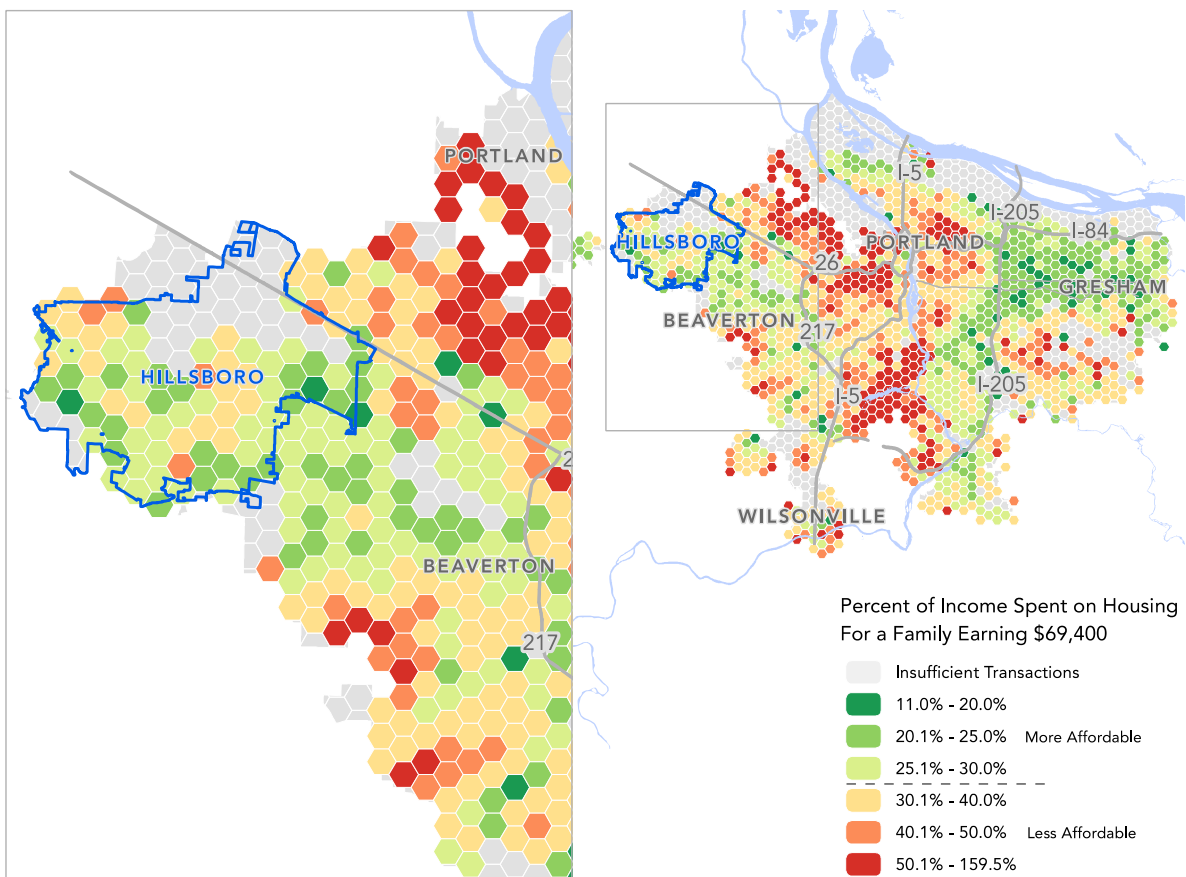 PORTLAND
HILLSBORO
2
BEAVERTON
217
I-5
I-205
HILLSBORO
PORTLAND
I-84
26
GRESHAM
BEAVERTON
217
I-205
I-5
WILSONVILLE
Percent of Income Spent on Housing
For a Family Earning $69,400
Insufficient Transactions
11.0% - 20.0%
20.1% - 25.0% More Affordable
25.1% - 30.0%
30.1% - 40.0%
40.1% - 50.0% Less Affordable
50.1% - 159.5%